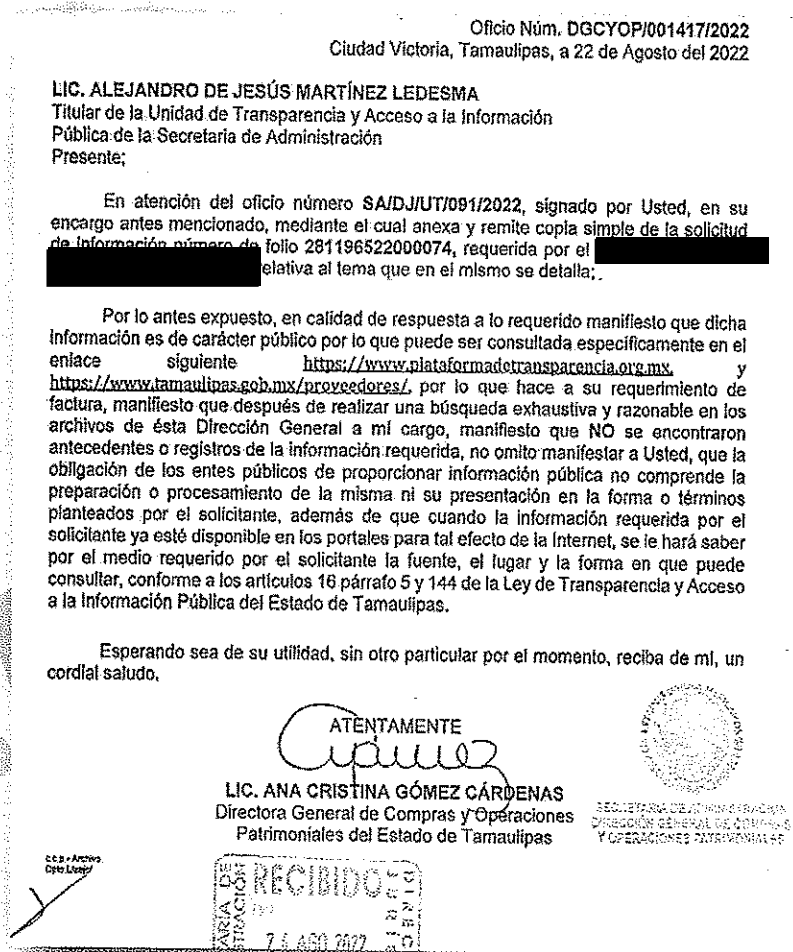 Oficio Núm. DGCYOP/001417/2022
Ciudad Victoria, Tamaulipas, a 22 de Agosto del 2022
LIC. ALEJANDRO DE JESÚS MARTÍNEZ LEDESMA
Titular de la Unidad de Transparencia y Acceso a la Información
Pública de la Secretaria de Administración
Presente;
En atención del oficio número SA/DJ/UT/091/2022, signado por Usted, en su
encargo antes mencionado, mediante el cual anexa y remite copia simple de la solicitud
de Información número de folio 281196522000074, requerida por el
relativa al tema que en el mismo se detalla;
Por lo antes expuesto, en calidad de respuesta a lo requerido manifiesto que dicha
información es de carácter público por lo que puede ser consultada específicamente en el
enlace siguiente https://www.plataformadetransparencia.org.mx, y
https://www.tamaulipas.gob.mx/proveedores/, por lo que hace a su requerimiento de
factura, manifiesto que después de realizar una búsqueda exhaustiva y razonable en los
archivos de ésta Dirección General a mi cargo, manifiesto que NO se encontraron
antecedentes o registros de la información requerida, no omito manifestar a Usted, que la
obligación de los entes públicos de proporcionar información pública no comprende la
preparación o procesamiento de la misma ni su presentación en la forma o términos
planteados por el solicitante, además de que cuando la información requerida por el
solicitante ya esté disponible en los portales para tal efecto de la Internet, se le hará saber
por el medio requerido por el solicitante la fuente, el lugar y la forma en que puede
consultar, conforme a los artículos 16 párrafo 5 y 144 de la Ley de Transparencia y Acceso
a la Información Pública del Estado de Tamaulipas.
Esperando sea de su utilidad, sin otro particular por el momento, reciba de mi, un
cordial saludo.
ATENTAMENTE
LIC. ANA CRISTINA GÓMEZ CÁRDENAS
Directora General de Compras y Operaciones
Patrimoniales del Estado de Tamaulipas
SECRETARIA DE ADMINISTRACIÓN
DIRECCIÓN GENERAL DE COMPRAS
Y OPERACIONES PATRIMONIALES
c.c.p.- Archivo
RECIBIDO
24 AGO 2022